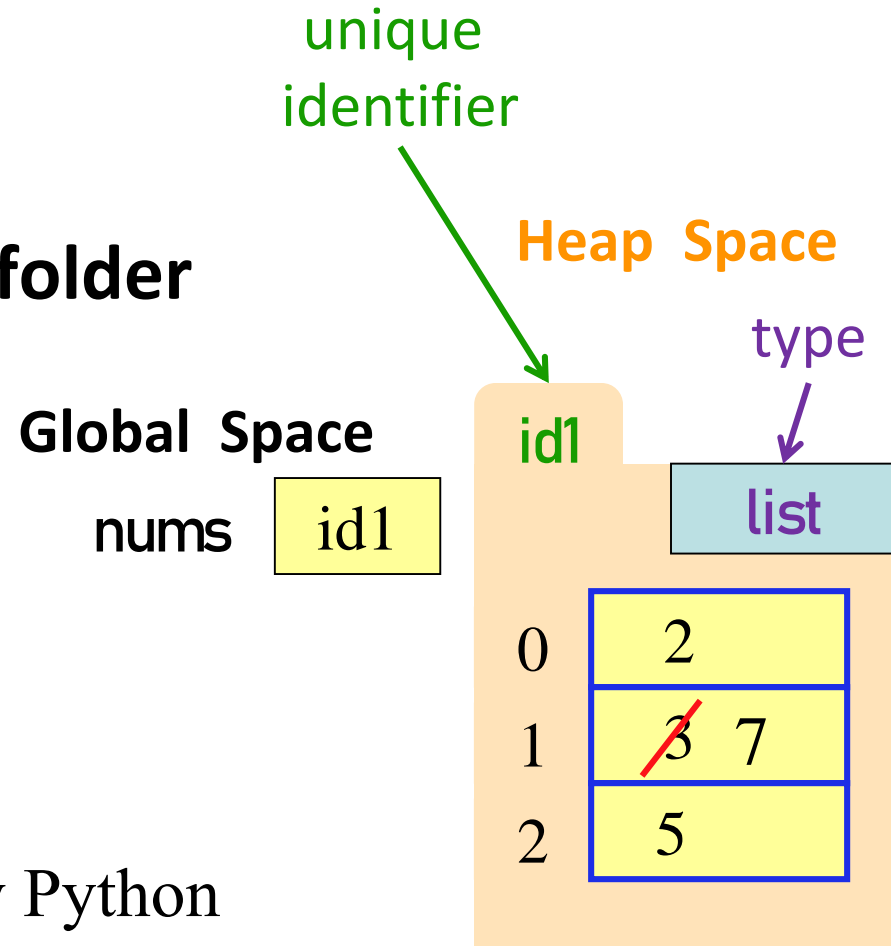 unique
identifier
Heap Space
folder
type
Global Space
id1
nums id1
list
0 2
1 3 7
2 5
Python